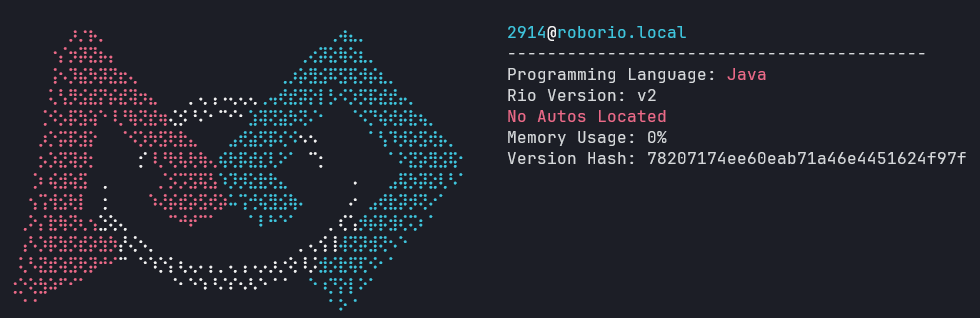 2914@roborio.local
------------------------------------------
Programming Language: Java
Rio Version: v2
No Autos Located
Memory Usage: 0%
Version Hash: 78207174ee60eab71a46e4451624f97f